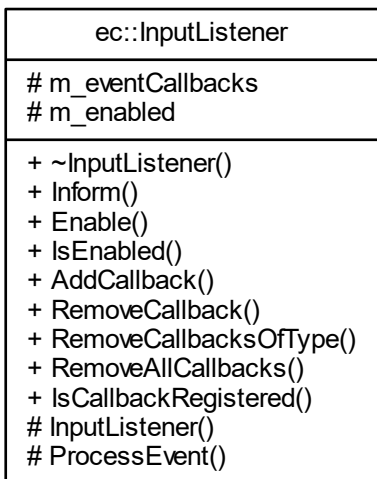 ec::InputListener
# m_eventCallbacks
# m_enabled
+ ~InputListener()
+ Inform()
+ Enable()
+ IsEnabled()
+ AddCallback()
+ RemoveCallback()
+ RemoveCallbacksOfType()
+ RemoveAllCallbacks()
+ IsCallbackRegistered()
# InputListener()
# ProcessEvent()